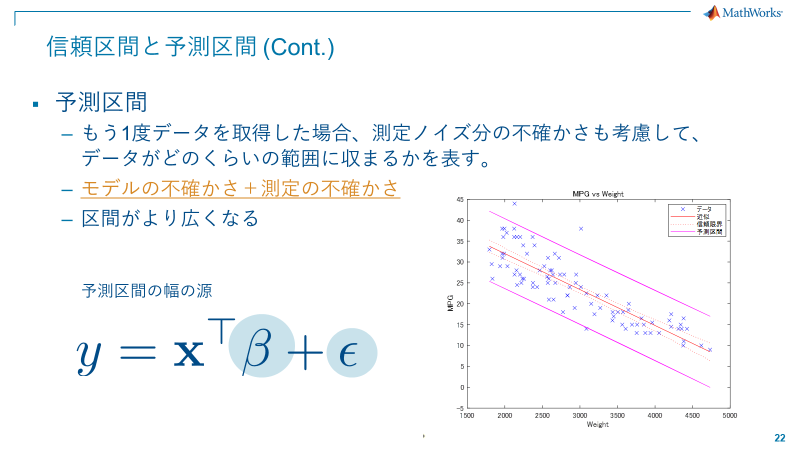 MathWorks
信頼区間と予測区間 (Cont.)
予測区間
– もう1度データを取得した場合、測定ノイズ分の不確かさも考慮して、
データがどのくらいの範囲に収まるかを表す。
– モデルの不確かさ＋測定の不確かさ
– 区間がより広くなる
予測区間の幅の源
y = x⊤β + ϵ
MPG vs Weight
データ
近似
信頼限界
予測区間
MPG
45
40
35
30
25
20
15
10
5
0
-5
1500 2000 2500 3000 3500 4000 4500 5000
Weight
22